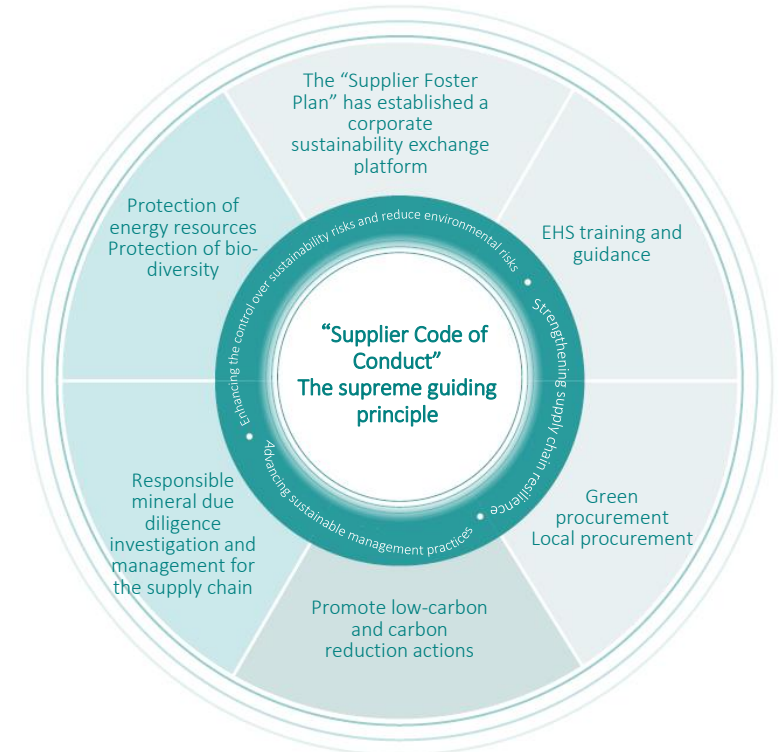 The “Supplier Foster
Plan” has established a
corporate
sustainability exchange
platform
EHS training and
guidance
Green
procurement
Local procurement
Promote low-carbon
and carbon
reduction actions
Responsible
mineral due
diligence
investigation and
management for
the supply chain
Protection of
energy resources
Protection of bio-
diversity
Enhancing the control over sustainability risks and reduce environmental risks
Strengthening supply chain resilience
Advancing sustainable management practices
“Supplier Code of
Conduct”
The supreme guiding
principle